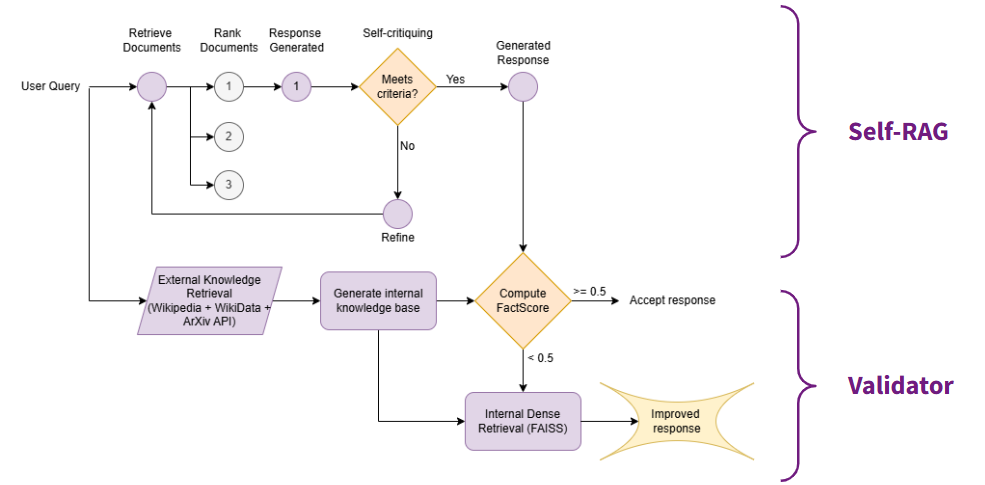 Retrieve
Documents
Rank
Documents
Response
Generated
Self-critiquing
Generated
Response
User Query
1
1
Meets
criteria?
Yes
2
No
3
Refine
Self-RAG
External Knowledge
Retrieval
(Wikipedia + WikiData +
ArXiv API)
Generate internal
knowledge base
Compute
FactScore
>= 0.5
Accept response
< 0.5
Internal Dense
Retrieval (FAISS)
Improved
response
Validator